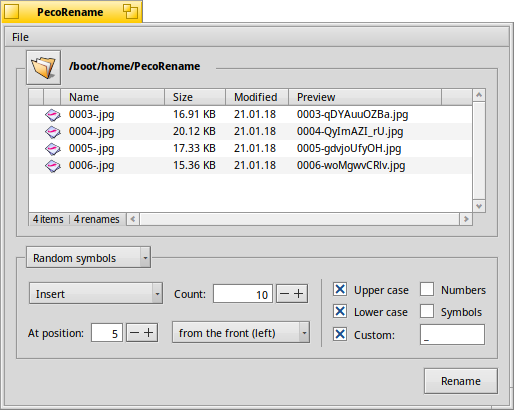 PecoRename
File
/boot/home/PecoRename
Name Size Modified Preview
0003-.jpg 16.91 KB 21.01.18 0003-qDYAuuOZBa.jpg
0004-.jpg 20.12 KB 21.01.18 0004-QyImAZI_rU.jpg
0005-.jpg 17.33 KB 21.01.18 0005-gdvjoUfyOH.jpg
0006-.jpg 15.36 KB 21.01.18 0006-woMgwvCRlv.jpg
4 items 4 renames
Random symbols
Insert Count: 10
Upper case Numbers
Lower case Symbols
At position: 5 from the front (left)
Custom: _
Rename